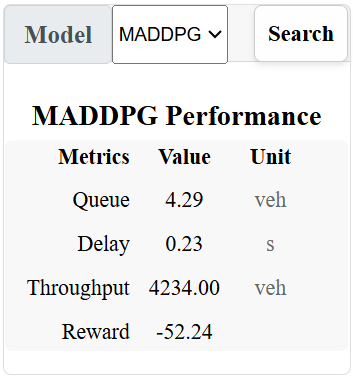 Model MADDPG Search
MADDPG Performance
Metrics Value Unit
Queue 4.29 veh
Delay 0.23 s
Throughput 4234.00 veh
Reward -52.24